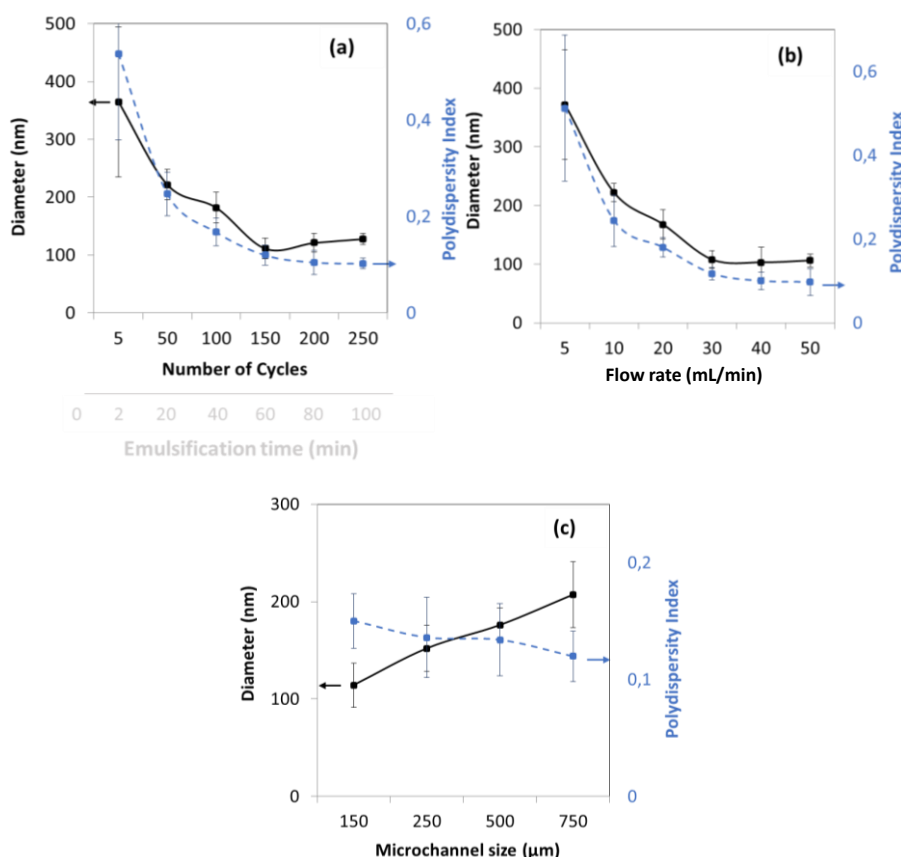 (a)
500
400
300
200
100
0
Diameter (nm)
0,6
0,4
0,2
0
Polydispersity Index
5 50 100 150 200 250
Number of Cycles
0 2 20 40 60 80 100
Emulsification time (min)
(b)
500
400
300
200
100
0
Diameter (nm)
0,6
0,4
0,2
0
Polydispersity Index
5 10 20 30 40 50
Flow rate (mL/min)
(c)
300
200
100
0
Diameter (nm)
0,2
0,1
0
Polydispersity Index
150 250 500 750
Microchannel size (µm)